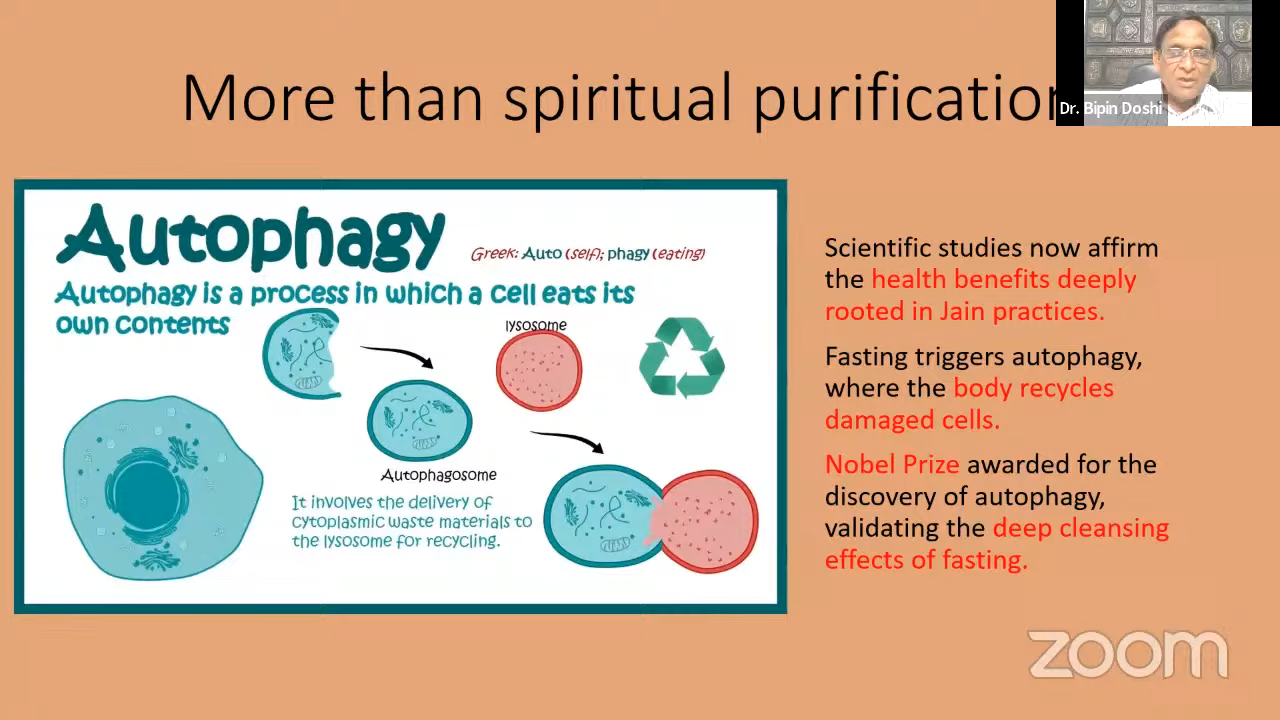 More than spiritual purification
Dr. Bipin Doshi
Autophagy
Greek: Auto (self); phagy (eating)
Autophagy is a process in which a cell eats its
own contents
lysosome
Autophagosome
It involves the delivery of
cytoplasmic waste materials to
the lysosome for recycling.
Scientific studies now affirm
the health benefits deeply
rooted in Jain practices.
Fasting triggers autophagy,
where the body recycles
damaged cells.
Nobel Prize awarded for the
discovery of autophagy,
validating the deep cleansing
effects of fasting.
zoom